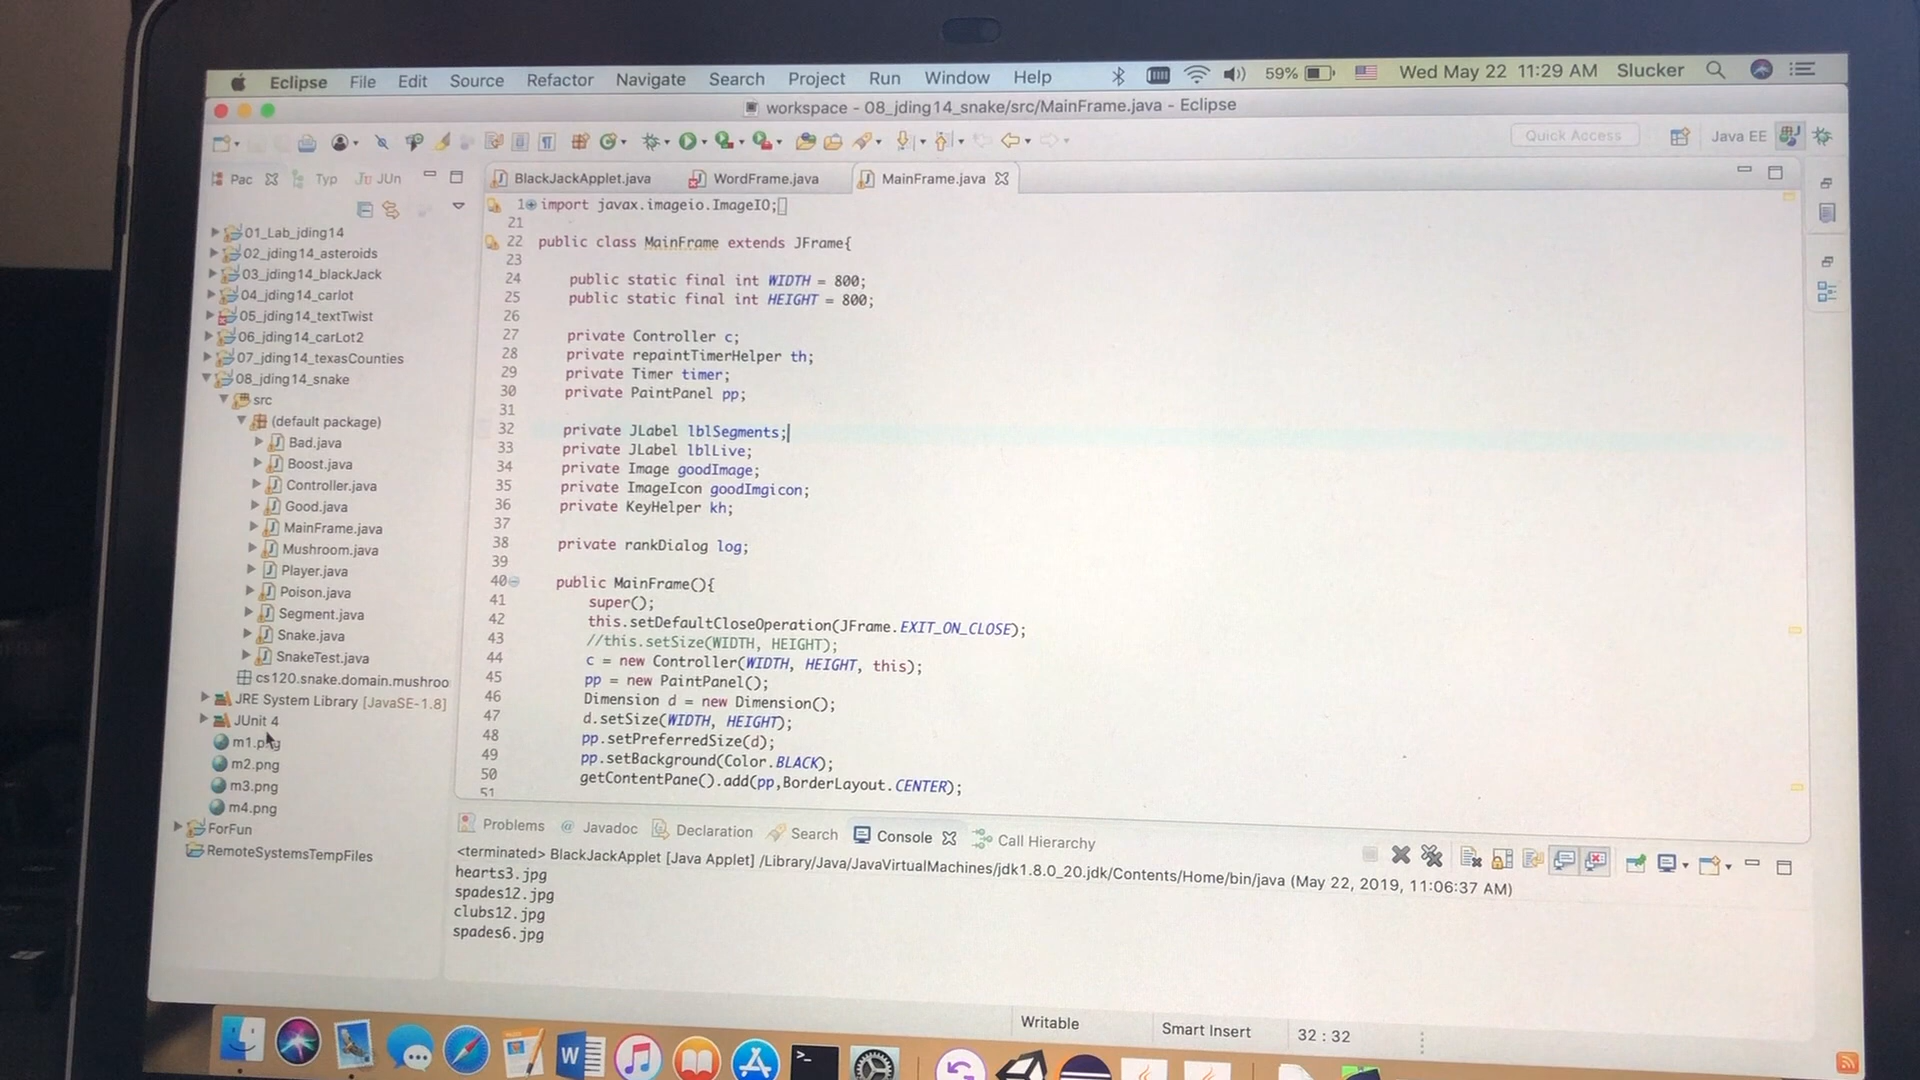 Eclipse File Edit Source Refactor Navigate Search Project Run Window Help 59% Wed May 22 11:29 AM Slucker
workspace - 08_jding14_snake/src/MainFrame.java - Eclipse
Quick Access Java EE
Pac Typ JUn
BlackJackApplet.java WordFrame.java MainFrame.java
01_Lab_jding14
02_jding14_asteroids
03_jding14_blackJack
04_jding14_carlot
05_jding14_textTwist
06_jding14_carLot2
07_jding14_texasCounties
08_jding14_snake
src
(default package)
Bad.java
Boost.java
Controller.java
Good.java
MainFrame.java
Mushroom.java
Player.java
Poison.java
Segment.java
Snake.java
SnakeTest.java
cs120.snake.domain.mushroo
JRE System Library [JavaSE-1.8]
JUnit 4
m1.png
m2.png
m3.png
m4.png
ForFun
RemoteSystemsTempFiles
1 import javax.imageio.ImageIO;
21
22 public class MainFrame extends JFrame{
23
24 public static final int WIDTH = 800;
25 public static final int HEIGHT = 800;
26
27 private Controller c;
28 private repaintTimerHelper th;
29 private Timer timer;
30 private PaintPanel pp;
31
32 private JLabel lblSegments;
33 private JLabel lblLive;
34 private Image goodImage;
35 private ImageIcon goodImgicon;
36 private KeyHelper kh;
37
38 private rankDialog log;
39
40 public MainFrame(){
41 super();
42 this.setDefaultCloseOperation(JFrame.EXIT_ON_CLOSE);
43 //this.setSize(WIDTH, HEIGHT);
44 c = new Controller(WIDTH, HEIGHT, this);
45 pp = new PaintPanel();
46 Dimension d = new Dimension();
47 d.setSize(WIDTH, HEIGHT);
48 pp.setPreferredSize(d);
49 pp.setBackground(Color.BLACK);
50 getContentPane().add(pp,BorderLayout.CENTER);
51
Problems @ Javadoc Declaration Search Console Call Hierarchy
<terminated> BlackJackApplet [Java Applet] /Library/Java/JavaVirtualMachines/jdk1.8.0_20.jdk/Contents/Home/bin/java (May 22, 2019, 11:06:37 AM)
hearts3.jpg
spades12.jpg
clubs12.jpg
spades6.jpg
Writable Smart Insert 32 : 32